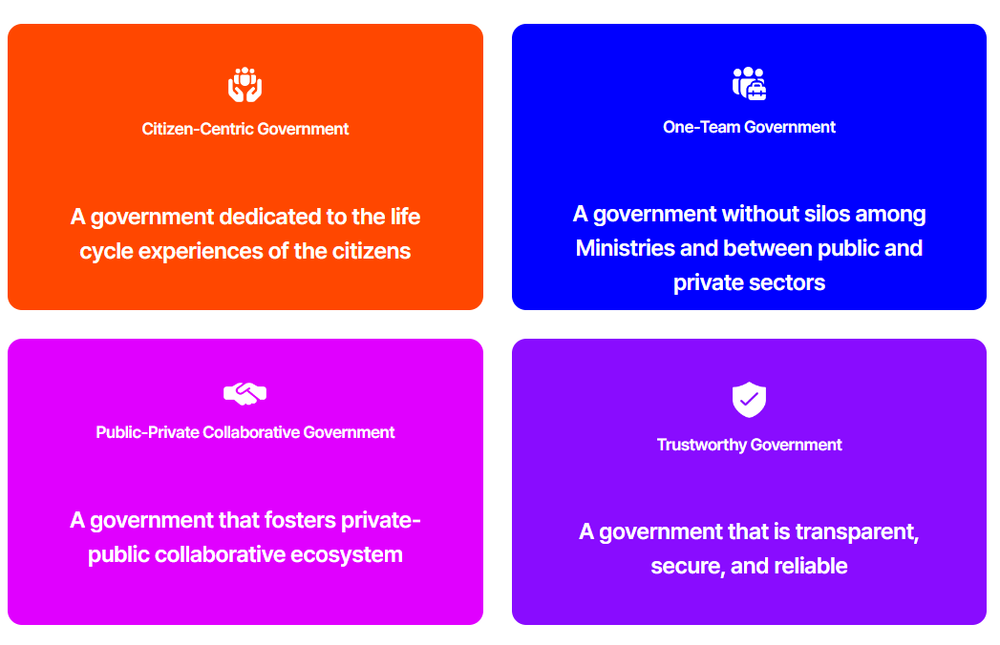 Citizen-Centric Government
A government dedicated to the life
cycle experiences of the citizens
One-Team Government
A government without silos among
Ministries and between public and
private sectors
Public-Private Collaborative Government
A government that fosters private-
public collaborative ecosystem
Trustworthy Government
A government that is transparent,
secure, and reliable